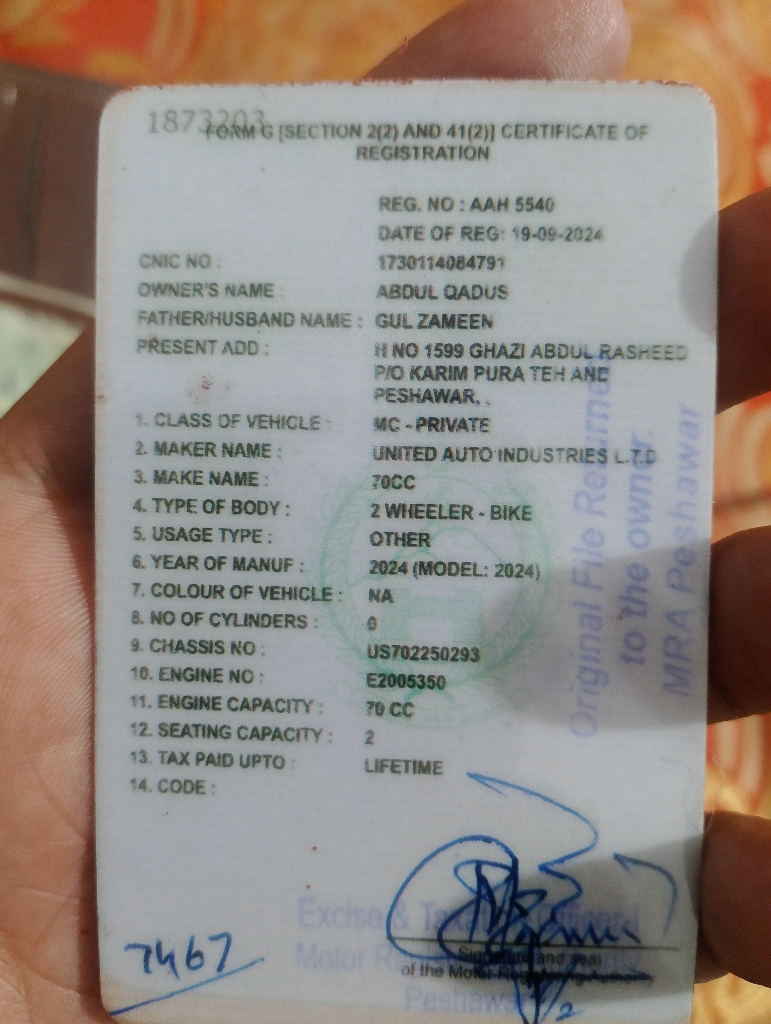 1873203
FORM G [SECTION 2(2) AND 41(2)] CERTIFICATE OF
REGISTRATION
REG. NO : AAH 5540
DATE OF REG: 19-09-2024
CNIC NO : 1730114084791
OWNER'S NAME : ABDUL QADUS
FATHER/HUSBAND NAME : GUL ZAMEEN
PRESENT ADD : H NO 1599 GHAZI ABDUL RASHEED
P/O KARIM PURA TEH AND
PESHAWAR, .
1. CLASS OF VEHICLE : MC - PRIVATE
2. MAKER NAME : UNITED AUTO INDUSTRIES L.T.D
3. MAKE NAME : 70CC
4. TYPE OF BODY : 2 WHEELER - BIKE
5. USAGE TYPE : OTHER
6. YEAR OF MANUF : 2024 (MODEL: 2024)
7. COLOUR OF VEHICLE : NA
8. NO OF CYLINDERS : 0
9. CHASSIS NO : US702250293
10. ENGINE NO : E2005350
11. ENGINE CAPACITY : 70 CC
12. SEATING CAPACITY : 2
13. TAX PAID UPTO : LIFETIME
14. CODE :
Original File Returned
to the owner.
MRA Peshawar
7467
Excise & Taxation Officer-I
Motor Authority
Peshawar
Signature and seal
of the Motor Registering Authority